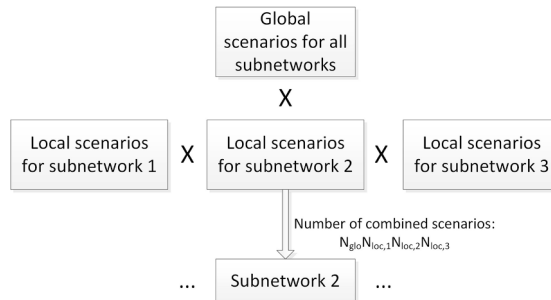 Global
scenarios for all
subnetworks
X
Local scenarios
for subnetwork 1
X
Local scenarios
for subnetwork 2
X
Local scenarios
for subnetwork 3
Number of combined scenarios:
NgloNloc,1Nloc,2Nloc,3
...
Subnetwork 2
...